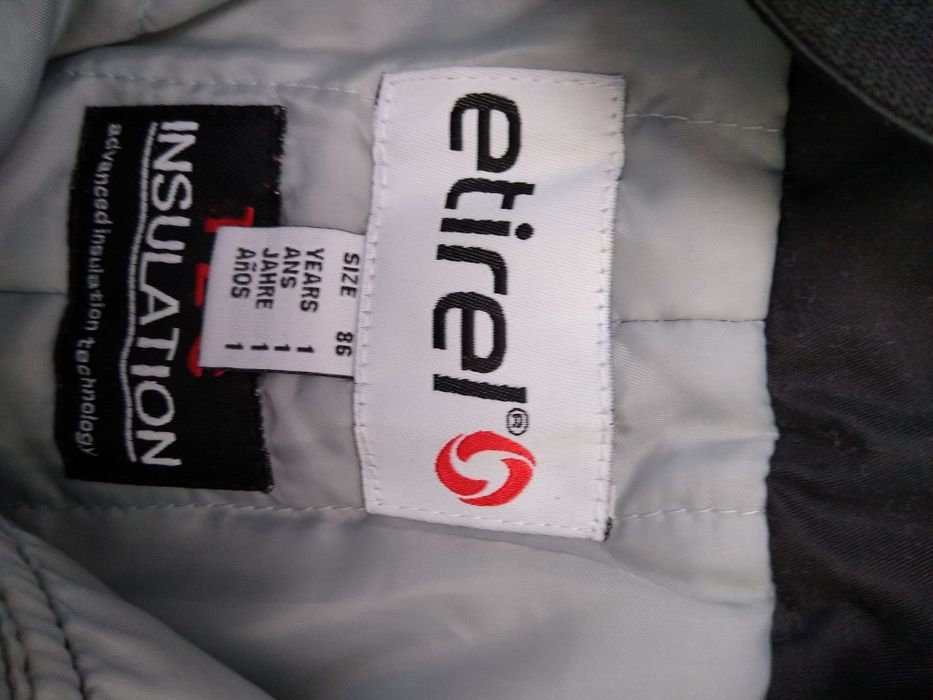 etirel®
SIZE 86
YEARS 1
ANS 1
JAHRE 1
AñOS 1
INSULATION
advanced insulation technology